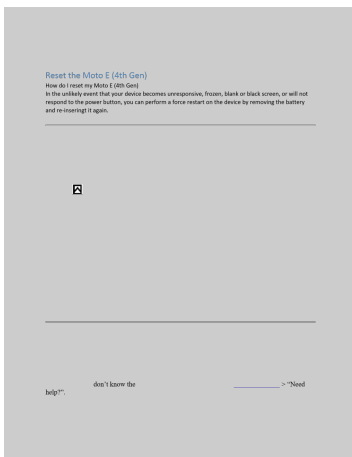 Reset the Moto E (4th Gen)
How do I reset my Moto E (4th Gen)
In the unlikely event that your device becomes unresponsive, frozen, blank or black screen, or will not
respond to the power button, you can perform a force restart on the device by removing the battery
and re-inseringt it again.
don't know the ______________ > "Need
help?".